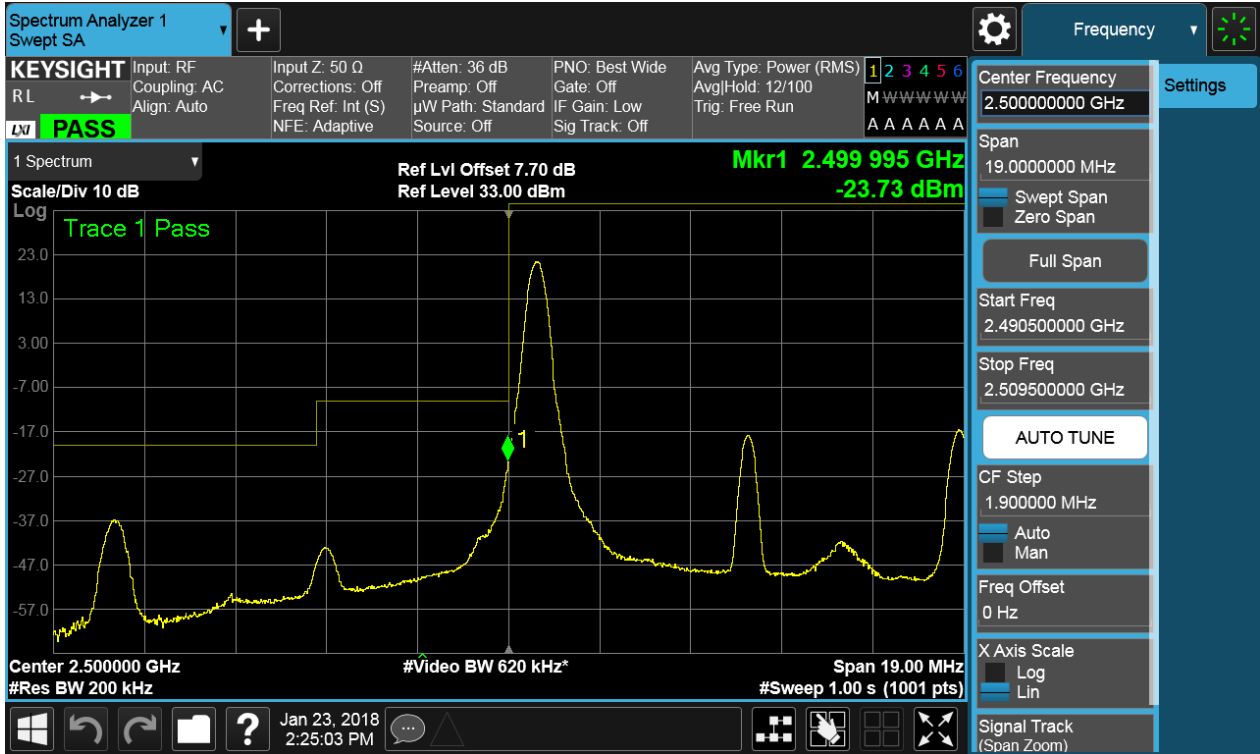 Spectrum Analyzer 1
Swept SA
+
Frequency
KEYSIGHT
RL
LXI PASS
Input: RF
Coupling: AC
Align: Auto
Input Z: 50 Ω
Corrections: Off
Freq Ref: Int (S)
NFE: Adaptive
#Atten: 36 dB
Preamp: Off
µW Path: Standard
Source: Off
PNO: Best Wide
Gate: Off
IF Gain: Low
Sig Track: Off
Avg Type: Power (RMS)
Avg|Hold: 12/100
Trig: Free Run
1 2 3 4 5 6
M W W W W W
A A A A A A
1 Spectrum
Scale/Div 10 dB
Ref Lvl Offset 7.70 dB
Ref Level 33.00 dBm
Mkr1 2.499 995 GHz
-23.73 dBm
Log
Trace 1 Pass
23.0
13.0
3.00
-7.00
-17.0
-27.0
-37.0
-47.0
-57.0
1
Center 2.500000 GHz
#Res BW 200 kHz
#Video BW 620 kHz*
Span 19.00 MHz
#Sweep 1.00 s (1001 pts)
Center Frequency
2.500000000 GHz
Span
19.0000000 MHz
Swept Span
Zero Span
Full Span
Start Freq
2.490500000 GHz
Stop Freq
2.509500000 GHz
AUTO TUNE
CF Step
1.900000 MHz
Auto
Man
Freq Offset
0 Hz
X Axis Scale
Log
Lin
Signal Track
(Span Zoom)
Settings
?
Jan 23, 2018
2:25:03 PM